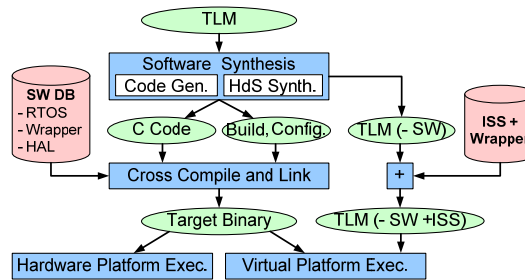 TLM
Software Synthesis
Code Gen.
HdS Synth.
SW DB
- RTOS
- Wrapper
- HAL
C Code
Build, Config.
TLM (- SW)
ISS +
Wrapper
Cross Compile and Link
+
Target Binary
TLM (- SW +ISS)
Hardware Platform Exec.
Virtual Platform Exec.